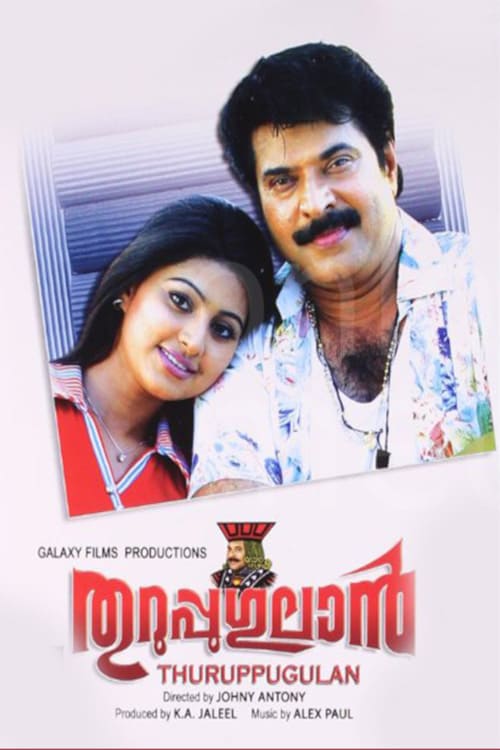 GALAXY FILMS PRODUCTIONS
തുറുപ്പുഗുലാൻ
THURUPPUGULAN
Directed by JOHNY ANTONY
Produced by K.A. JALEEL Music by ALEX PAUL